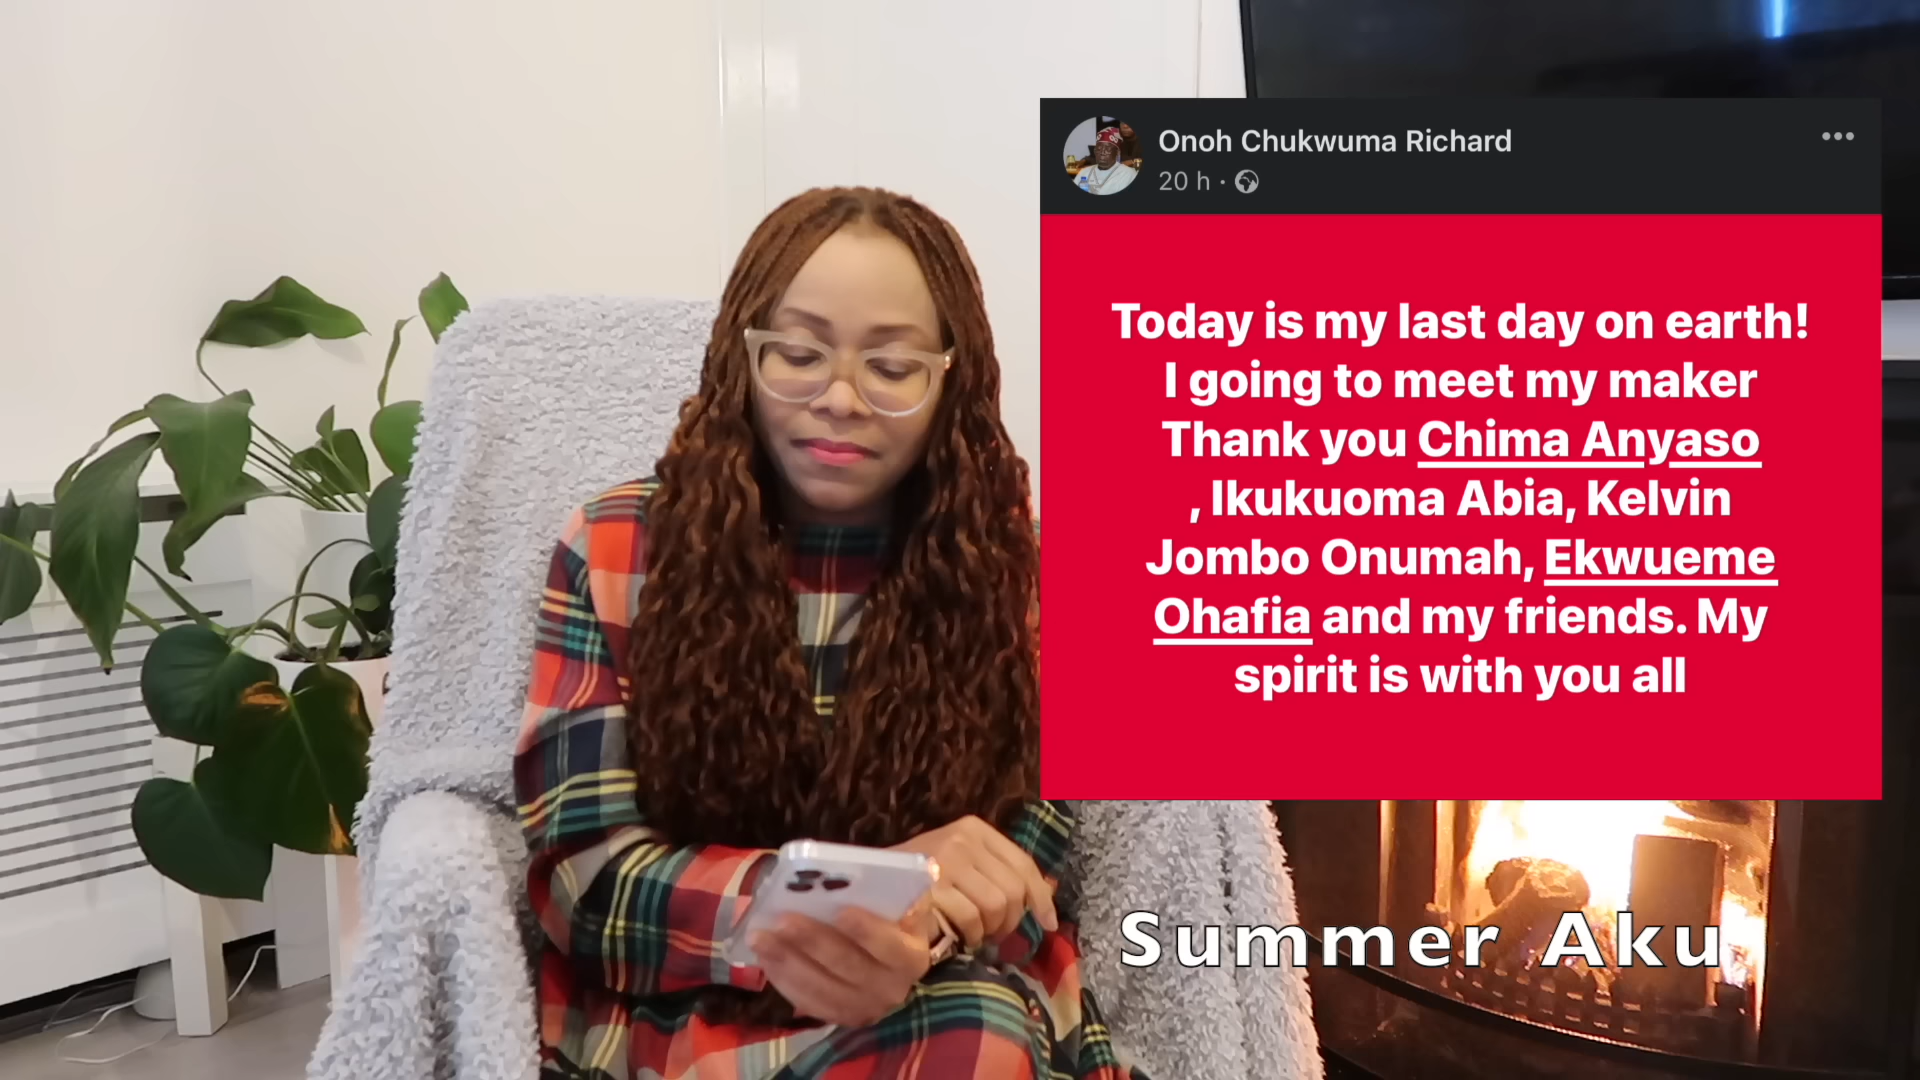 Onoh Chukwuma Richard
20 h ·
Today is my last day on earth!
I going to meet my maker
Thank you Chima Anyaso
, Ikukuoma Abia, Kelvin
Jombo Onumah, Ekwueme
Ohafia and my friends. My
spirit is with you all
Summer Aku